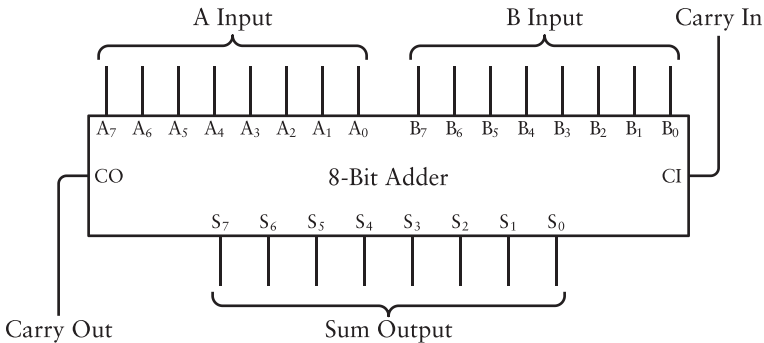 A Input B Input Carry In
A₇ A₆ A₅ A₄ A₃ A₂ A₁ A₀ B₇ B₆ B₅ B₄ B₃ B₂ B₁ B₀
CO 8-Bit Adder CI
S₇ S₆ S₅ S₄ S₃ S₂ S₁ S₀
Carry Out Sum Output